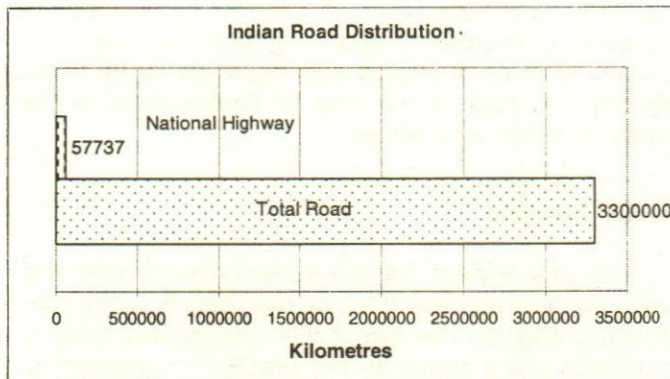 Indian Road Distribution
National Highway
57737
Total Road
3300000
0 500000 1000000 1500000 2000000 2500000 3000000 3500000
Kilometres